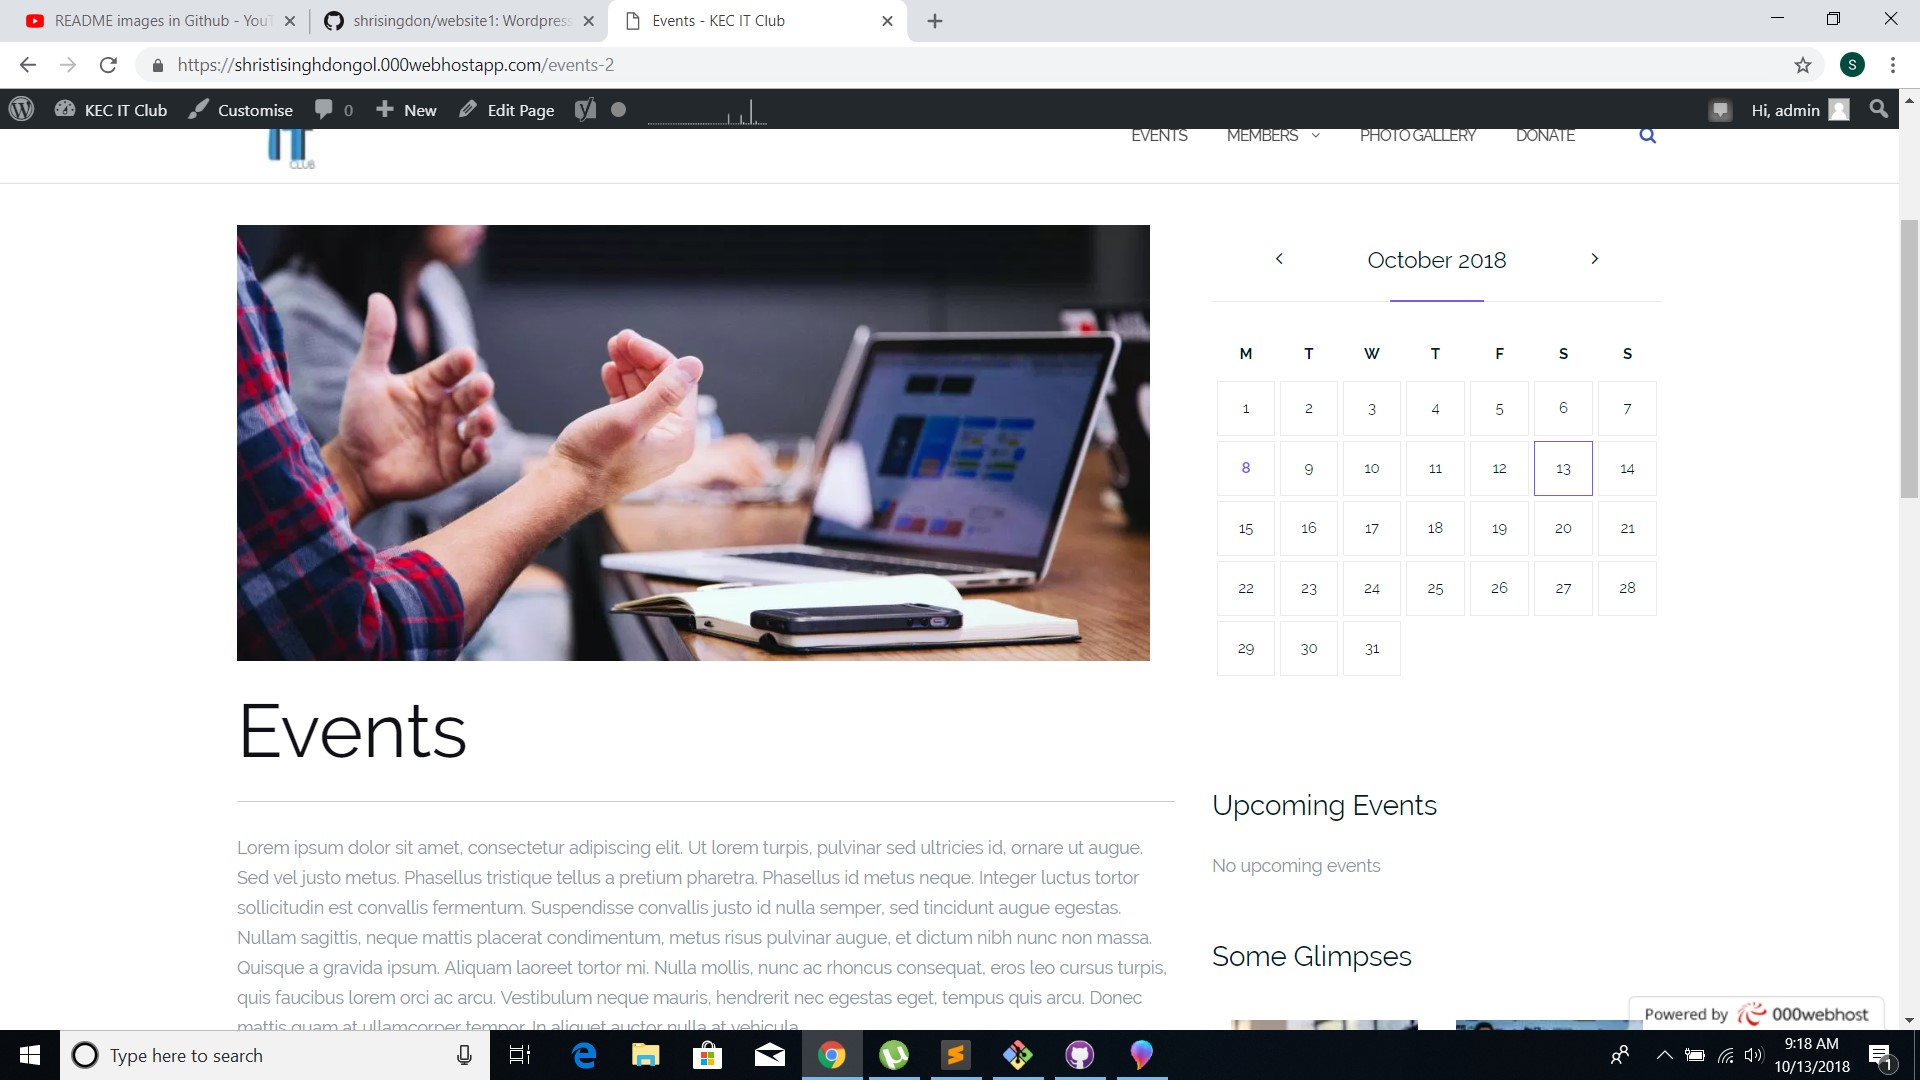 README images in Github - YouT
shrisingdon/website1: Wordpress
Events - KEC IT Club
https://shristisinghdongol.000webhostapp.com/events-2
S
KEC IT Club
Customise
0
New
Edit Page
Hi, admin
IT
CLUB
EVENTS
MEMBERS
PHOTO GALLERY
DONATE
October 2018
M T W T F S S
1 2 3 4 5 6 7
8 9 10 11 12 13 14
15 16 17 18 19 20 21
22 23 24 25 26 27 28
29 30 31
Events
Lorem ipsum dolor sit amet, consectetur adipiscing elit. Ut lorem turpis, pulvinar sed ultricies id, ornare ut augue.
Sed vel justo metus. Phasellus tristique tellus a pretium pharetra. Phasellus id metus neque. Integer luctus tortor
sollicitudin est convallis fermentum. Suspendisse convallis justo id nulla semper, sed tincidunt augue egestas.
Nullam sagittis, neque mattis placerat condimentum, metus risus pulvinar augue, et dictum nibh nunc non massa.
Quisque a gravida ipsum. Aliquam laoreet tortor mi. Nulla mollis, nunc ac rhoncus consequat, eros leo cursus turpis,
quis faucibus lorem orci ac arcu. Vestibulum neque mauris, hendrerit nec egestas eget, tempus quis arcu. Donec
mattis quam at ullamcorper tempor. In aliquet auctor nulla at vehicula
Upcoming Events
No upcoming events
Some Glimpses
Powered by 000webhost
Type here to search
9:18 AM
10/13/2018
1